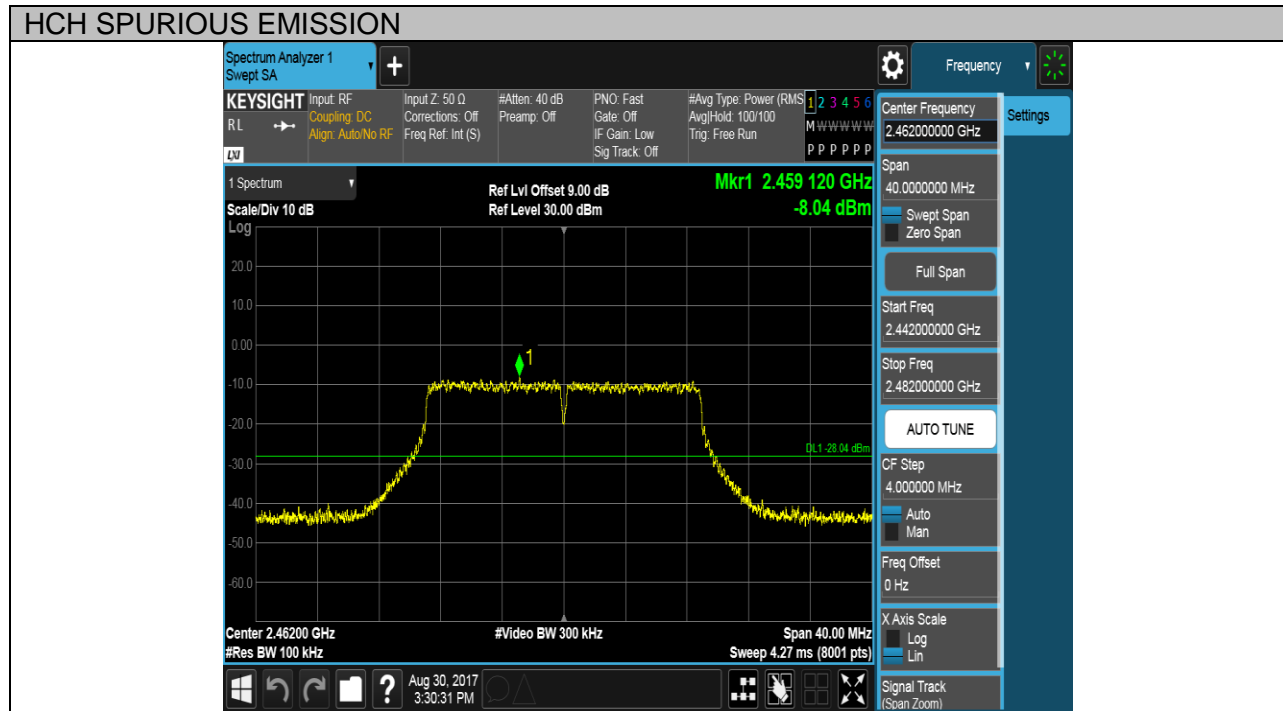 HCH SPURIOUS EMISSION
Spectrum Analyzer 1
Swept SA
Frequency
KEYSIGHT
RL
LXI
Input: RF
Coupling: DC
Align: Auto/No RF
Input Z: 50 Ω
Corrections: Off
Freq Ref: Int (S)
#Atten: 40 dB
Preamp: Off
PNO: Fast
Gate: Off
IF Gain: Low
Sig Track: Off
#Avg Type: Power (RMS
Avg|Hold: 100/100
Trig: Free Run
1 2 3 4 5 6
M W W W W W
P P P P P P
1 Spectrum
Scale/Div 10 dB
Log
Ref Lvl Offset 9.00 dB
Ref Level 30.00 dBm
Mkr1 2.459 120 GHz
-8.04 dBm
20.0
10.0
0.00
-10.0
-20.0
-30.0
-40.0
-50.0
-60.0
1
DL1 -28.04 dBm
Center 2.46200 GHz
#Res BW 100 kHz
#Video BW 300 kHz
Span 40.00 MHz
Sweep 4.27 ms (8001 pts)
?
Aug 30, 2017
3:30:31 PM
Center Frequency
2.462000000 GHz
Settings
Span
40.0000000 MHz
Swept Span
Zero Span
Full Span
Start Freq
2.442000000 GHz
Stop Freq
2.482000000 GHz
AUTO TUNE
CF Step
4.000000 MHz
Auto
Man
Freq Offset
0 Hz
X Axis Scale
Log
Lin
Signal Track
(Span Zoom)